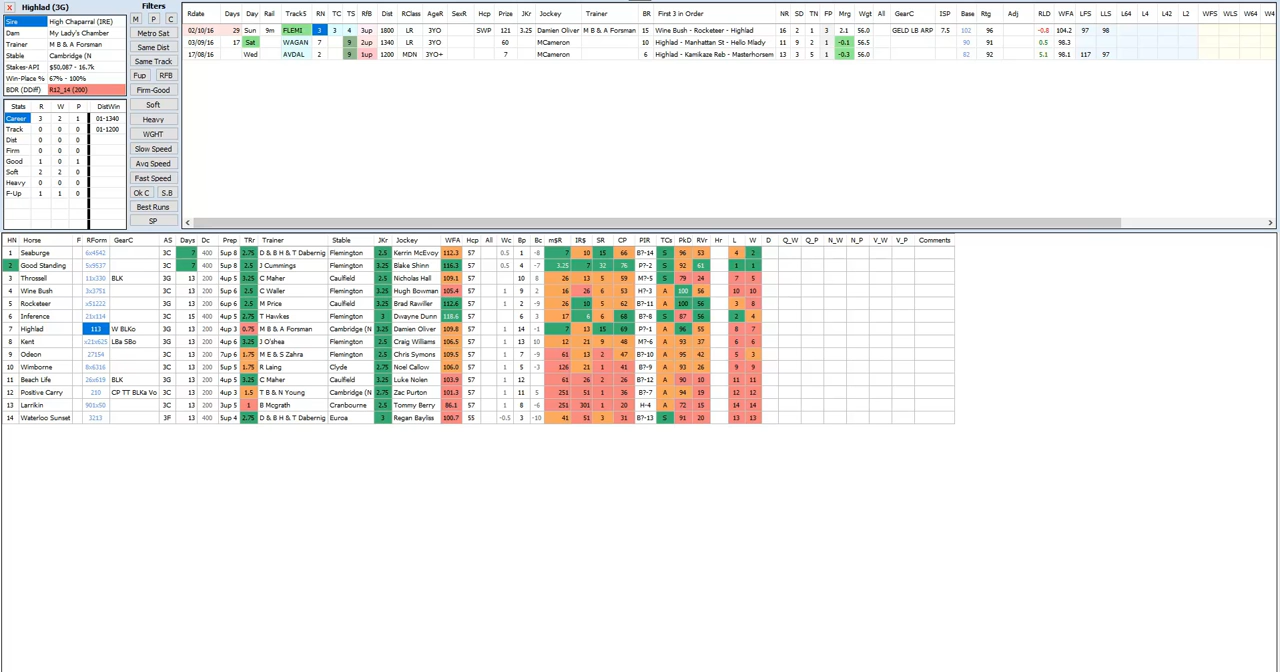 X Highlad (3G)
Sire High Chaparral (IRE)
Dam My Lady's Chamber
Trainer M B & A Forsman
Stable Cambridge (N
Stakes-API $50,087 - 16.7k
Win-Place % 67% - 100%
BDR (DDiff) R12_14 (200)
Stats R W P DistWin
Career 3 2 1 01-1340
Track 0 0 0 01-1200
Dist 0 0 0
Firm 0 0 0
Good 1 0 1
Soft 2 2 0
Heavy 0 0 0
F-Up 1 1 0
Filters
M P C
Metro Sat
Same Dist
Same Track
Fup RFB
Firm-Good
Soft
Heavy
WGHT
Slow Speed
Avg Speed
Fast Speed
Ok C S.B
Best Runs
SP
Rdate Days Day Rail TrackS RN TC TS RfB Dist RClass AgeR SexR Hcp Prize JKr Jockey Trainer BR First 3 in Order NR SD TN FP Mrg Wgt All GearC ISP Base Rtg Adj RLD WFA LFS LLS L64 L4 L42 L2 WFS WLS W64 W4
02/10/16 29 Sun 9m FLEMI 3 3 4 3up 1800 LR 3YO SWP 121 3.25 Damien Oliver M B & A Forsman 15 Wine Bush - Rocketeer - Highlad 16 2 1 3 2.1 56.0 GELD LB ARP 7.5 102 96 -0.8 104.2 97 98
03/09/16 17 Sat WAGAN 7 9 2up 1340 LR 3YO 60 MCameron 10 Highlad - Manhattan St - Hello Mlady 11 9 2 1 -0.1 56.5 90 91 0.5 98.3
17/08/16 Wed AVDAL 2 9 1up 1200 MDN 3YO+ 7 MCameron 6 Highlad - Kamikaze Reb - Masterhorsem 13 7 5 1 -0.3 56.0 82 92 5.1 98.1 117 97
HN Horse F RForm GearC AS Days Dc Prep TRr Trainer Stable JKr Jockey WFA Hcp All Wc Bp Bc m$R IR$ SR CP PIR TCs PkD RVr Hr L W D Q_W Q_P N_W N_P V_W V_P Comments
1 Seaburge 6x4542 3C 7 400 5up 8 2.75 D & B & H T Dabernig Flemington 2.5 Kerrin McEvoy 112.3 57 0.5 1 -8 7 10 15 66 B?-14 S 96 53 4 2
2 Good Standing 5x9537 3C 7 400 5up 8 2.5 J Cummings Flemington 2.5 Blake Shinn 116.3 57 0.5 4 -7 3.25 7 32 76 P?-2 S 92 61 1 1
3 Throssell 11x330 BLK 3C 13 200 4up 5 3.25 C Maher Caulfield 2.5 Nicholas Hall 109.1 57 10 8 26 13 5 59 M?-5 S 79 24 7 5
4 Wine Bush 3x3751 3C 13 200 6up 6 2.5 C Waller Flemington 3.25 Hugh Bowman 105.4 57 1 9 2 16 26 6 53 H?-3 A 100 56 10 10
5 Rocketeer x51222 3G 13 200 6up 6 2.5 M Price Caulfield 3.25 Brad Rawiller 112.6 57 1 2 -9 26 10 5 62 B?-11 A 100 56 3 8
6 Inference 21x114 3C 15 400 4up 5 2.75 T Hawkes Flemington 3 Dwayne Dunn 118.6 57 6 3 17 6 6 68 B?-8 S 87 56 2 4
7 Highlad 113 W BLKo 3G 13 200 4up 3 0.75 M B & A Forsman Cambridge (N 3.25 Damien Oliver 109.8 57 1 14 -1 7 13 15 69 P?-1 A 96 55 8 7
8 Kent x21x625 LBa SBo 3C 13 200 4up 6 3.25 J O'shea Flemington 3.25 Craig Williams 106.5 57 1 13 10 12 21 9 48 M?-6 A 93 37 6 6
9 Odeon 27154 3C 13 200 7up 6 1.75 M E & S Zahra Flemington 3.25 Chris Symons 109.5 57 1 7 -9 61 13 2 47 B?-10 A 95 42 5 3
10 Wimborne 8x6316 3C 13 200 5up 5 1.75 R Laing Clyde 2.75 Noel Callow 106.0 57 1 5 -3 126 21 1 41 B?-9 A 93 26 9 9
11 Beach Life 26x619 BLK 3G 13 200 4up 5 3.25 C Maher Caulfield 2.5 Luke Nolen 103.9 57 1 12 61 26 2 26 B?-12 A 90 10 11 11
12 Positive Carry 210 CP TT BLKa Vo 3G 13 200 4up 3 1.5 T B & N Young Cambridge (N 2.75 Zac Purton 101.3 57 1 11 5 251 51 1 36 B?-7 A 94 19 12 12
13 Larrikin 901x50 3C 13 200 4up 5 1 B Mcgrath Cranbourne 2.75 Tommy Berry 86.1 57 1 8 -6 251 301 1 20 H-4 A 72 15 14 14
14 Waterloo Sunset 3213 3F 13 400 5up 4 2.75 D & B & H T Dabernig Euroa 3 Regan Bayliss 100.7 55 -0.5 3 -10 41 51 3 31 B?-13 S 91 20 13 13